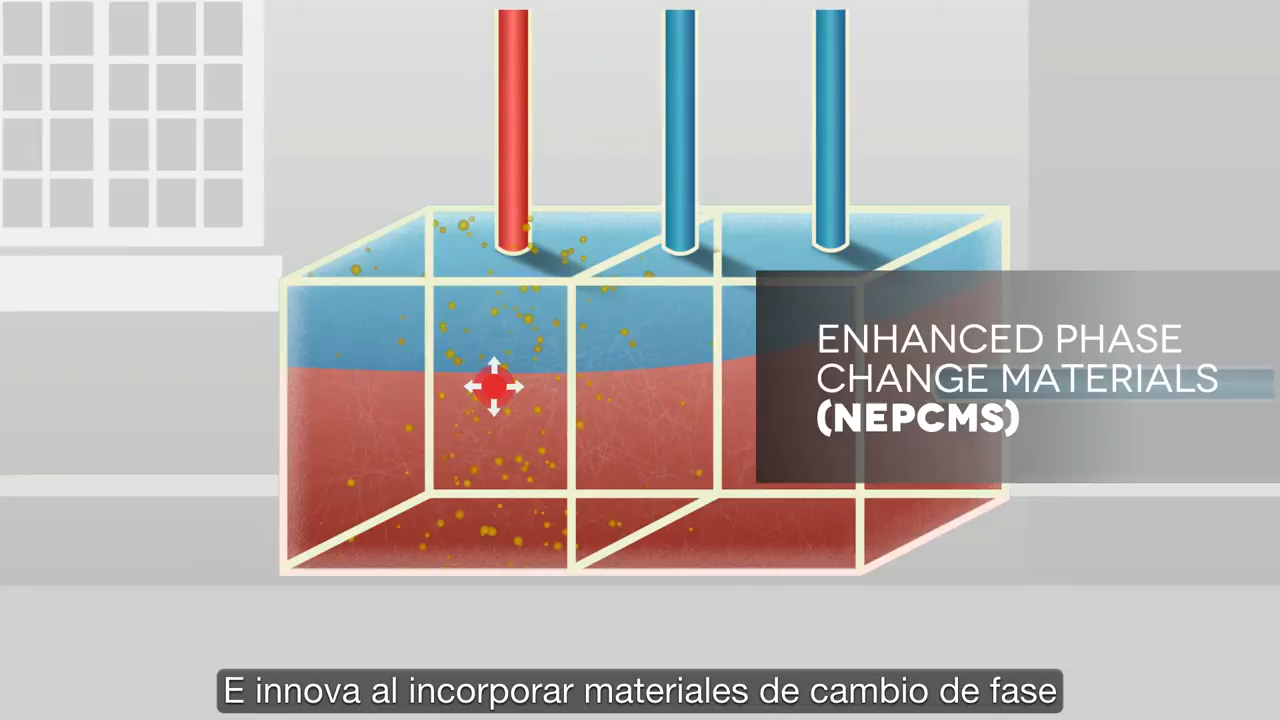 ENHANCED PHASE
CHANGE MATERIALS
(NEPCMS)
E innova al incorporar materiales de cambio de fase